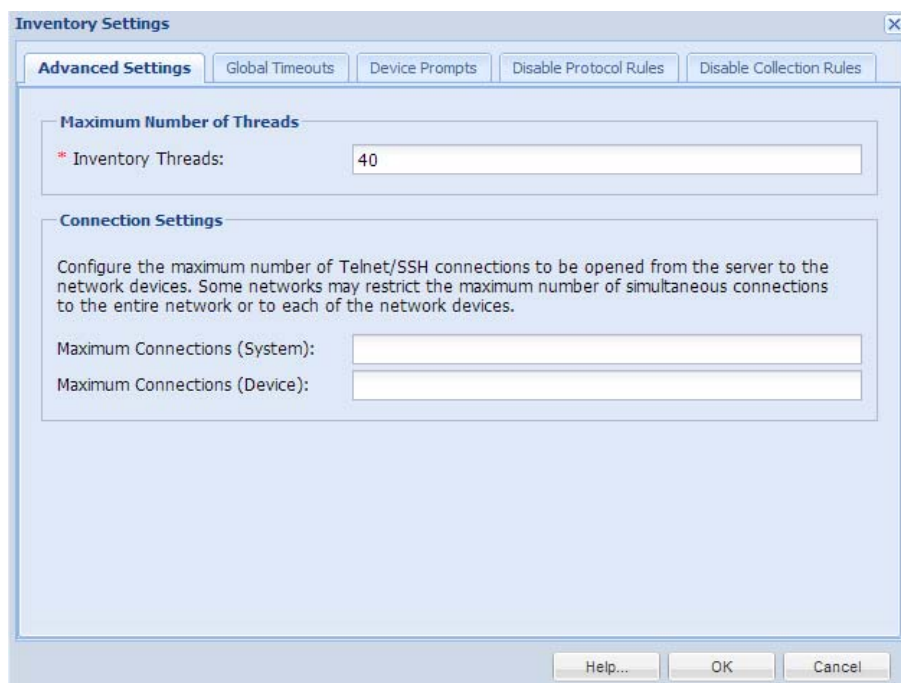 Inventory Settings
Advanced Settings
Global Timeouts
Device Prompts
Disable Protocol Rules
Disable Collection Rules
Maximum Number of Threads
* Inventory Threads: 40
Connection Settings
Configure the maximum number of Telnet/SSH connections to be opened from the server to the
network devices. Some networks may restrict the maximum number of simultaneous connections
to the entire network or to each of the network devices.
Maximum Connections (System):
Maximum Connections (Device):
Help...
OK
Cancel